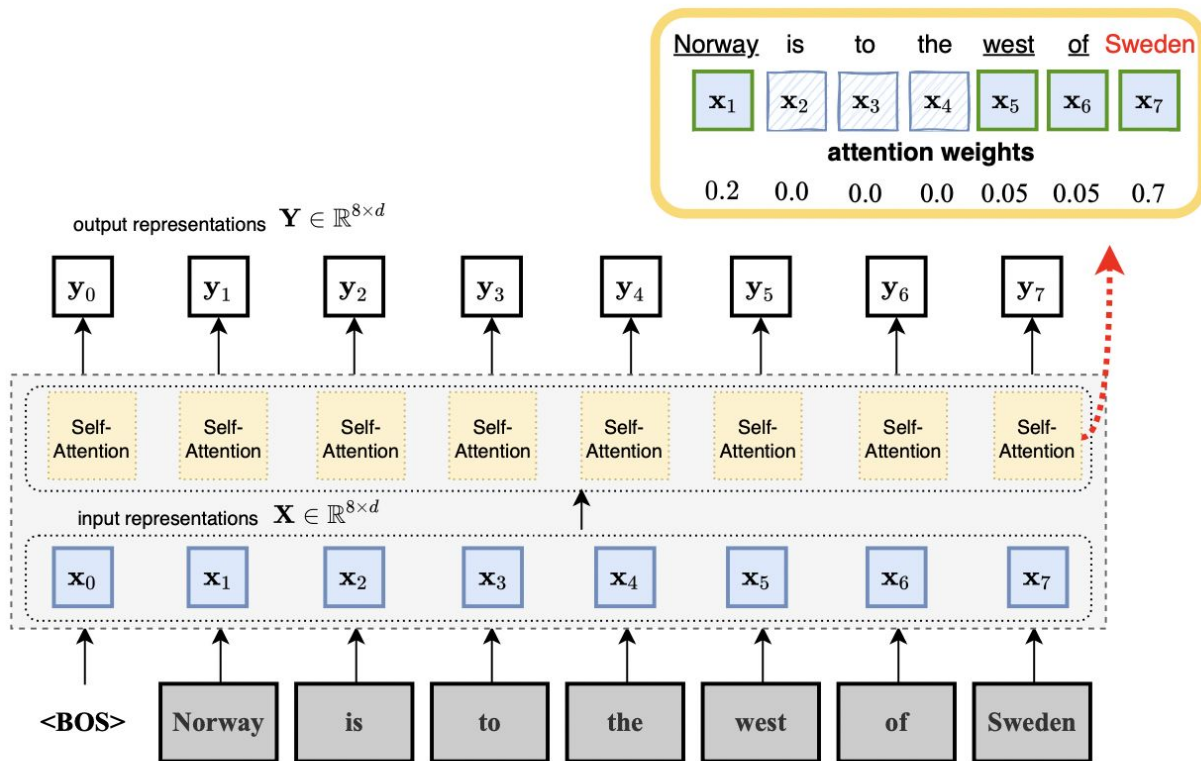 Norway is to the west of Sweden
x₁ x₂ x₃ x₄ x₅ x₆ x₇
attention weights
0.2 0.0 0.0 0.0 0.05 0.05 0.7
output representations Y ∈ ℝ^{8×d}
y₀ y₁ y₂ y₃ y₄ y₅ y₆ y₇
Self- Self- Self- Self- Self- Self- Self- Self-
Attention Attention Attention Attention Attention Attention Attention Attention
input representations X ∈ ℝ^{8×d}
x₀ x₁ x₂ x₃ x₄ x₅ x₆ x₇
<BOS> Norway is to the west of Sweden